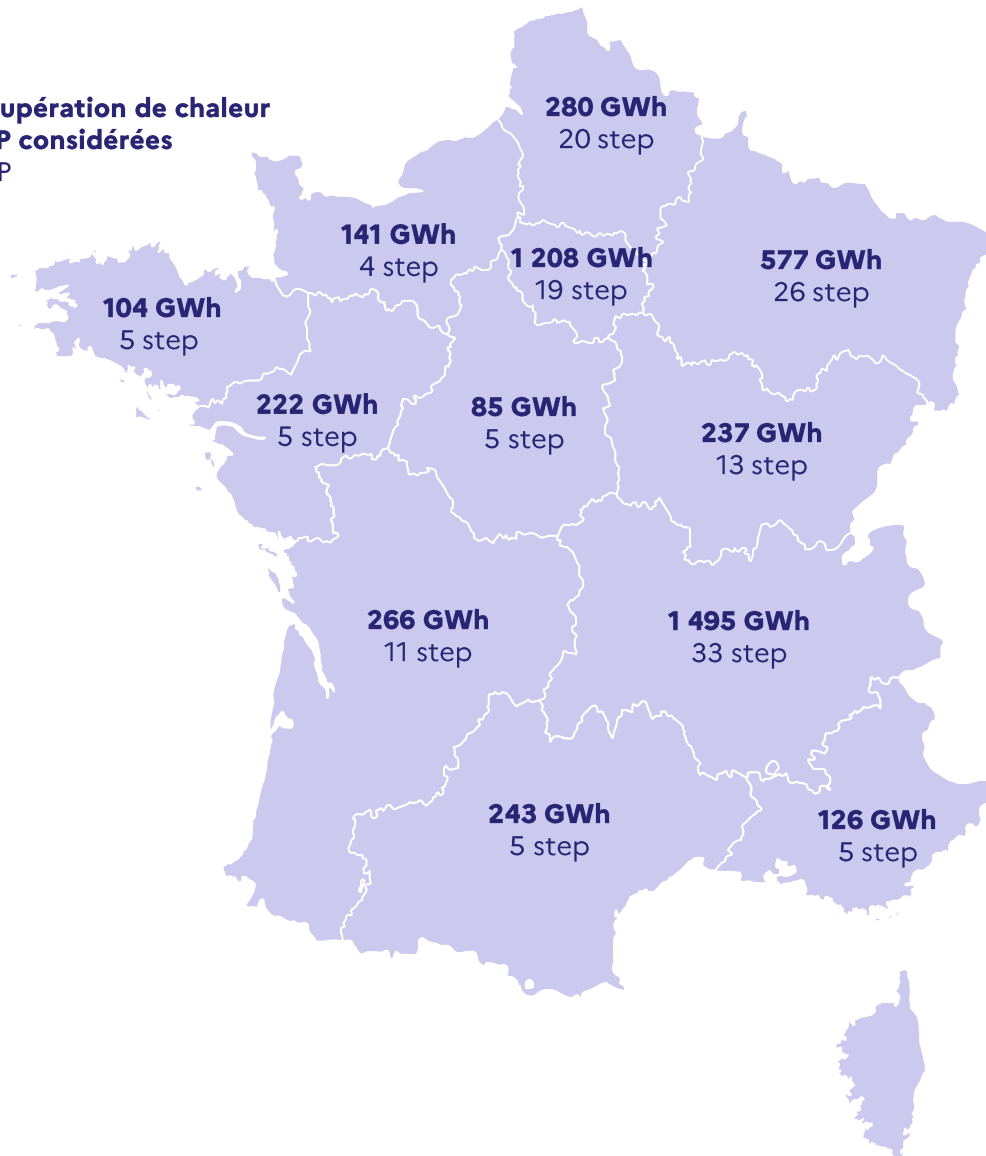 upération de chaleur
P considérées
P
280 GWh
20 step
141 GWh
4 step
1 208 GWh
19 step
577 GWh
26 step
104 GWh
5 step
222 GWh
5 step
85 GWh
5 step
237 GWh
13 step
266 GWh
11 step
1 495 GWh
33 step
243 GWh
5 step
126 GWh
5 step